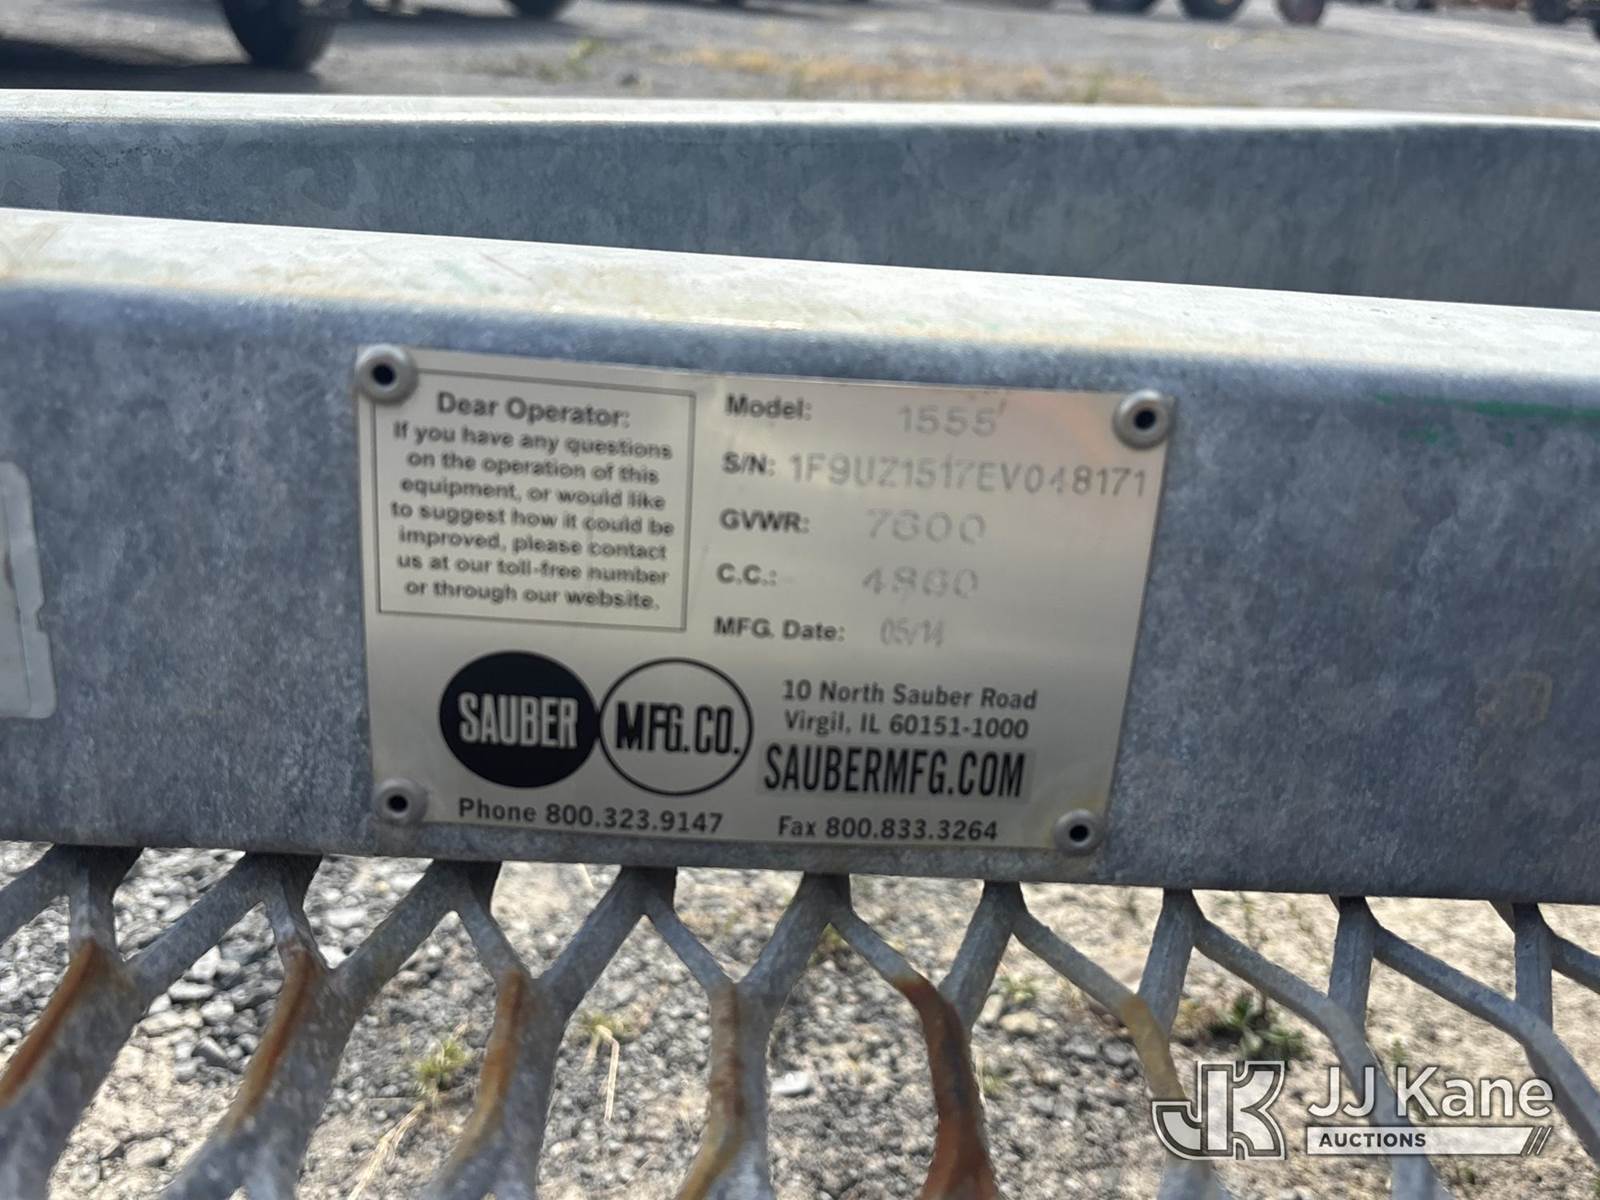 Dear Operator:
If you have any questions
on the operation of this
equipment, or would like
to suggest how it could be
improved, please contact
us at our toll-free number
or through our website.
Model: 1555
S/N: 1F9UZ1517EV048171
GVWR:
C.C.:
MFG. Date: 05/14
SAUBER MFG. CO.
10 North Sauber Road
Virgil, IL 60151-1000
SAUBERMFG.COM
Phone 800.323.9147 Fax 800.833.3264
JK JJ Kane
AUCTIONS